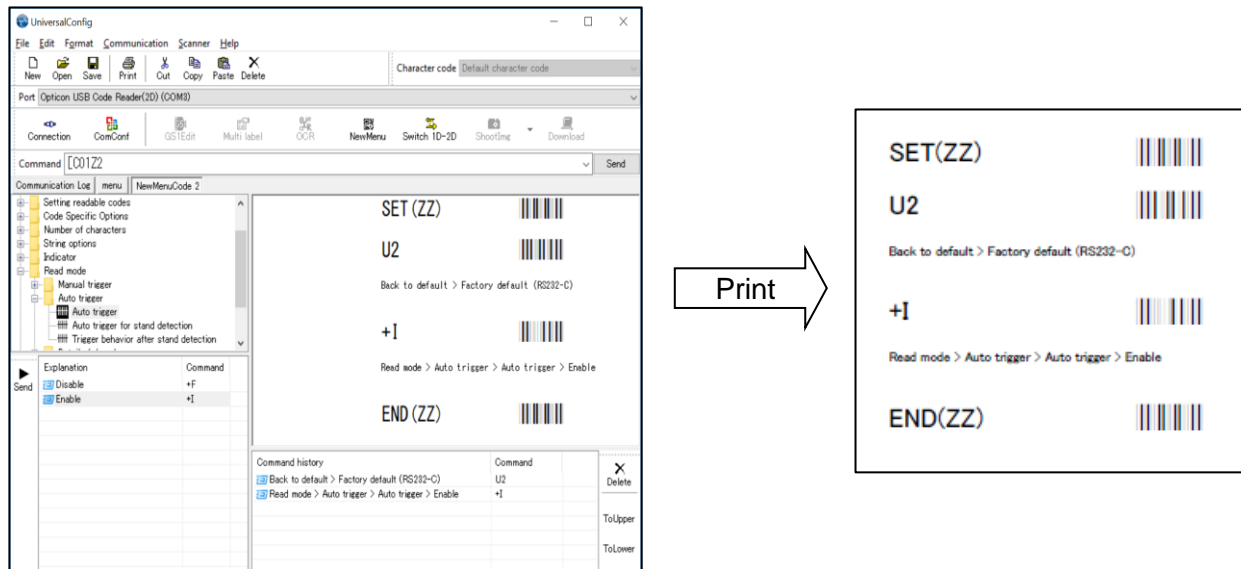 UniversalConfig
File Edit Format Communication Scanner Help
New Open Save Print Cut Copy Paste Delete Character code Default character code
Port Opticon USB Code Reader(2D) (COM3)
Connection ComConf GS1Edit Multi label OCR NewMenu Switch 1D-2D ShootImg Download
Command [C01Z2 Send
Communication Log menu NewMenuCode 2
Setting readable codes
Code Specific Options
Number of characters
String options
Indicator
Read mode
Manual trigger
Auto trigger
Auto trigger
Auto trigger for stand detection
Trigger behavior after stand detection
Send
Explanation Command
Disable +F
Enable +I
SET(ZZ)
U2
Back to default > Factory default (RS232-C)
+I
Read mode > Auto trigger > Auto trigger > Enable
END(ZZ)
Command history Command
Back to default > Factory default (RS232-C) U2
Read mode > Auto trigger > Auto trigger > Enable +I
Delete
ToUpper
ToLower
Print
SET(ZZ)
U2
Back to default > Factory default (RS232-C)
+I
Read mode > Auto trigger > Auto trigger > Enable
END(ZZ)